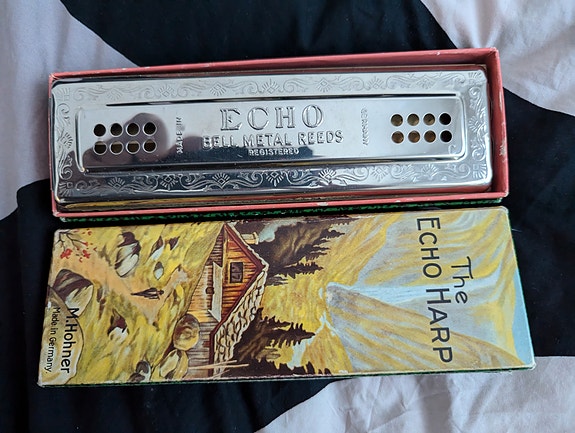 ECHO
BELL METAL REEDS
REGISTERED
MADE IN
GERMANY
The
ECHO HARP
M. Hohner
Made in Germany